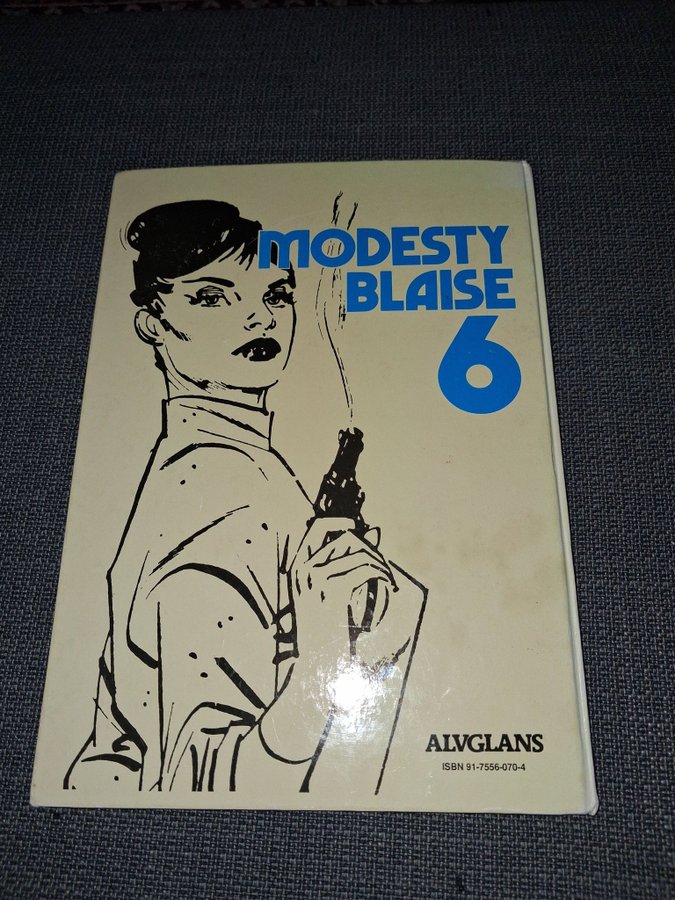 MODESTY
BLAISE
6
ALVGLANS
ISBN 91-7556-070-4